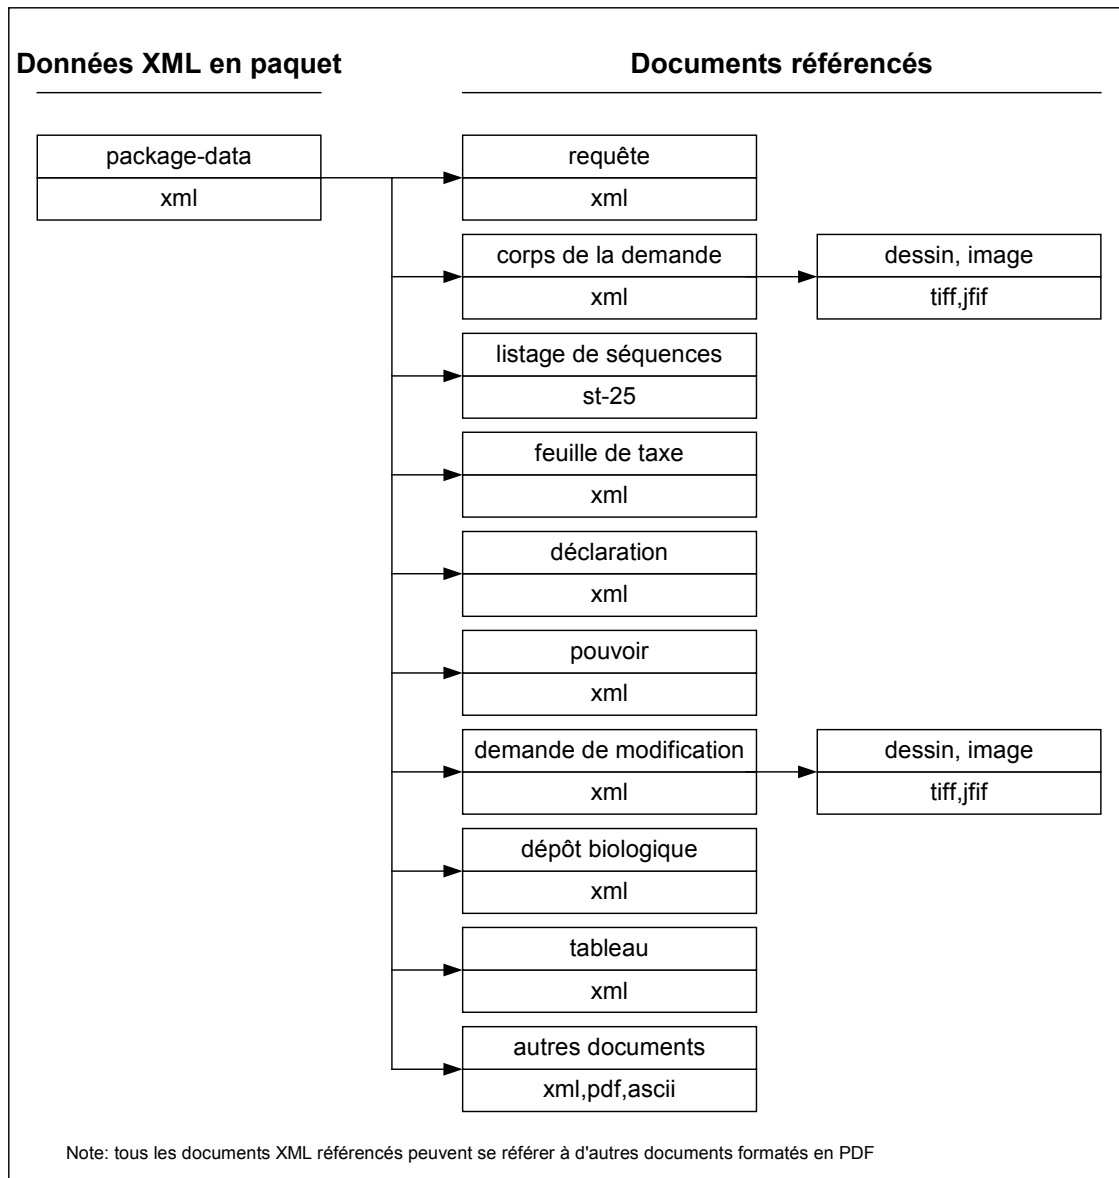 Données XML en paquet
Documents référencés
package-data
xml
requête
xml
corps de la demande
xml
dessin, image
tiff,jfif
listage de séquences
st-25
feuille de taxe
xml
déclaration
xml
pouvoir
xml
demande de modification
xml
dessin, image
tiff,jfif
dépôt biologique
xml
tableau
xml
autres documents
xml,pdf,ascii
Note: tous les documents XML référencés peuvent se référer à d'autres documents formatés en PDF